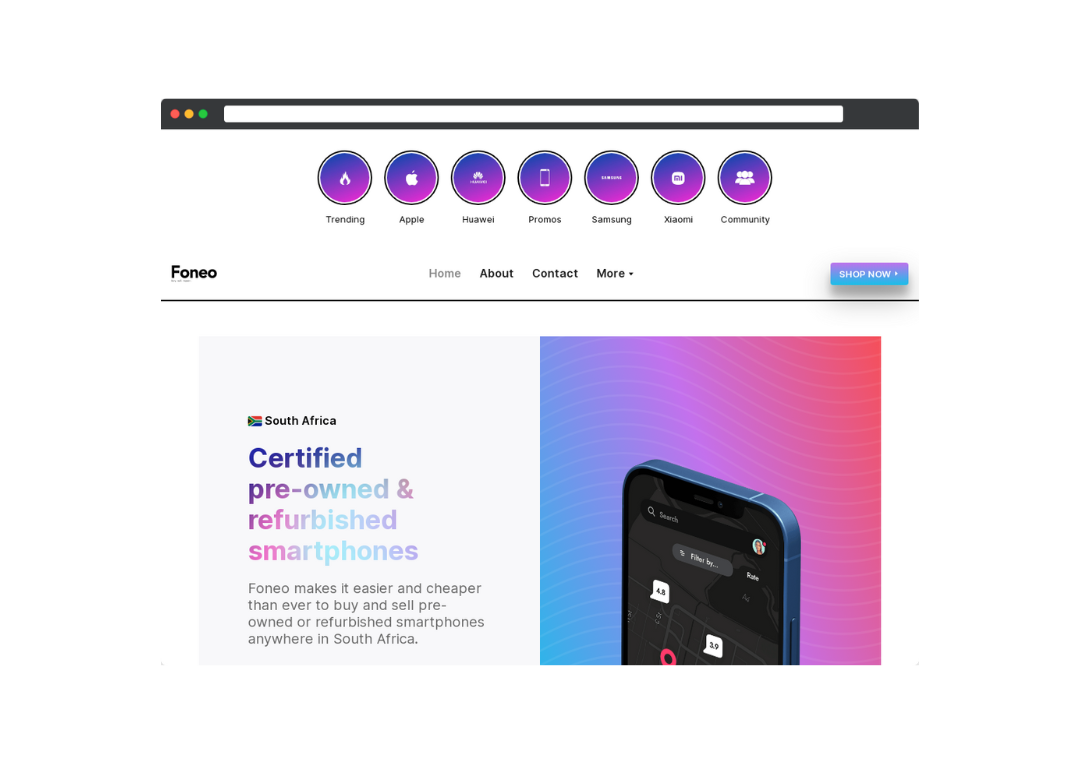 Trending
Apple
HUAWEI
Huawei
Promos
SAMSUNG
Samsung
Xiaomi
Community
Foneo
Home
About
Contact
More
SHOP NOW
South Africa
Certified
pre-owned &
refurbished
smartphones
Foneo makes it easier and cheaper
than ever to buy and sell pre-
owned or refurbished smartphones
anywhere in South Africa.
Search
Filter by...
Rate
4.8
3.9